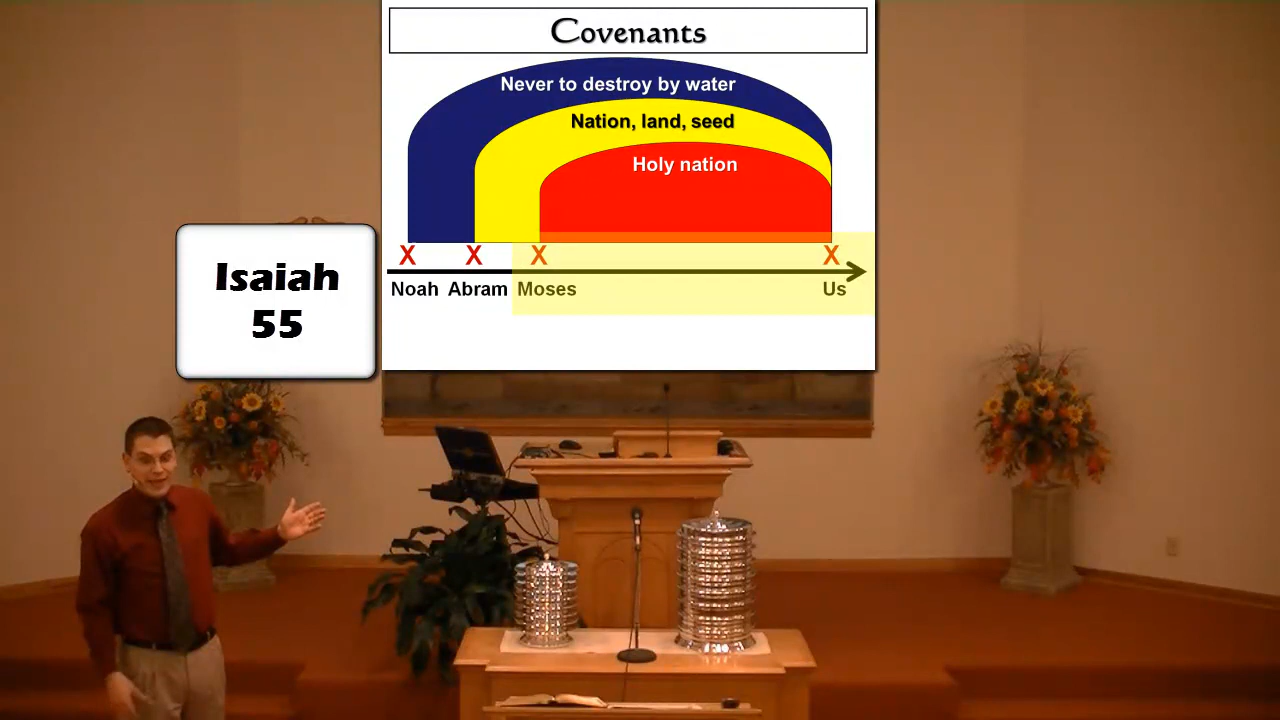 Covenants
Never to destroy by water
Nation, land, seed
Holy nation
X X X X
Noah Abram Moses Us
Isaiah
55